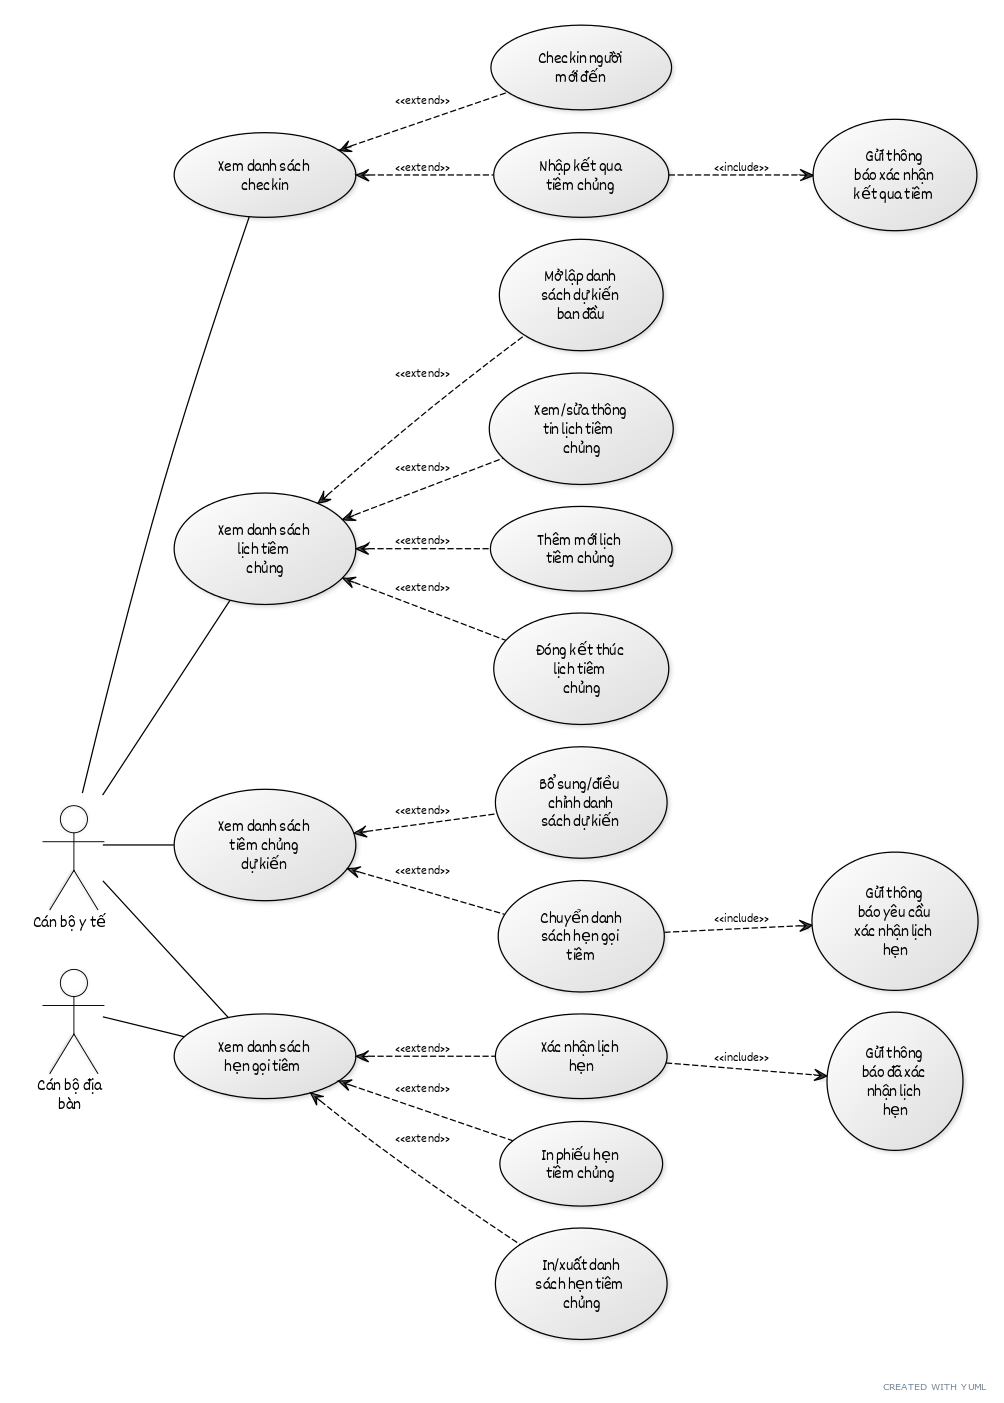 Checkin người
mới đến
<<extend>>
Xem danh sách
checkin
<<extend>>
Nhập kết qua
tiêm chủng
<<include>>
Gửi thông
báo xác nhận
kết qua tiêm
Mở lập danh
sách dự kiến
ban đầu
<<extend>>
Xem/sửa thông
tin lịch tiêm
chủng
<<extend>>
Xem danh sách
lịch tiêm
chủng
<<extend>>
Thêm mới lịch
tiêm chủng
<<extend>>
Đóng kết thúc
lịch tiêm
chủng
Bổ sung/điều
chỉnh danh
sách dự kiến
<<extend>>
Xem danh sách
tiêm chủng
dự kiến
<<extend>>
Chuyển danh
sách hẹn gọi
tiêm
<<include>>
Gửi thông
báo yêu cầu
xác nhận lịch
hẹn
Cán bộ y tế
Cán bộ địa
bàn
Xem danh sách
hẹn gọi tiêm
<<extend>>
Xác nhận lịch
hẹn
<<include>>
Gửi thông
báo đã xác
nhận lịch
hẹn
<<extend>>
In phiếu hẹn
tiêm chủng
<<extend>>
In/xuất danh
sách hẹn tiêm
chủng
CREATED WITH YUML